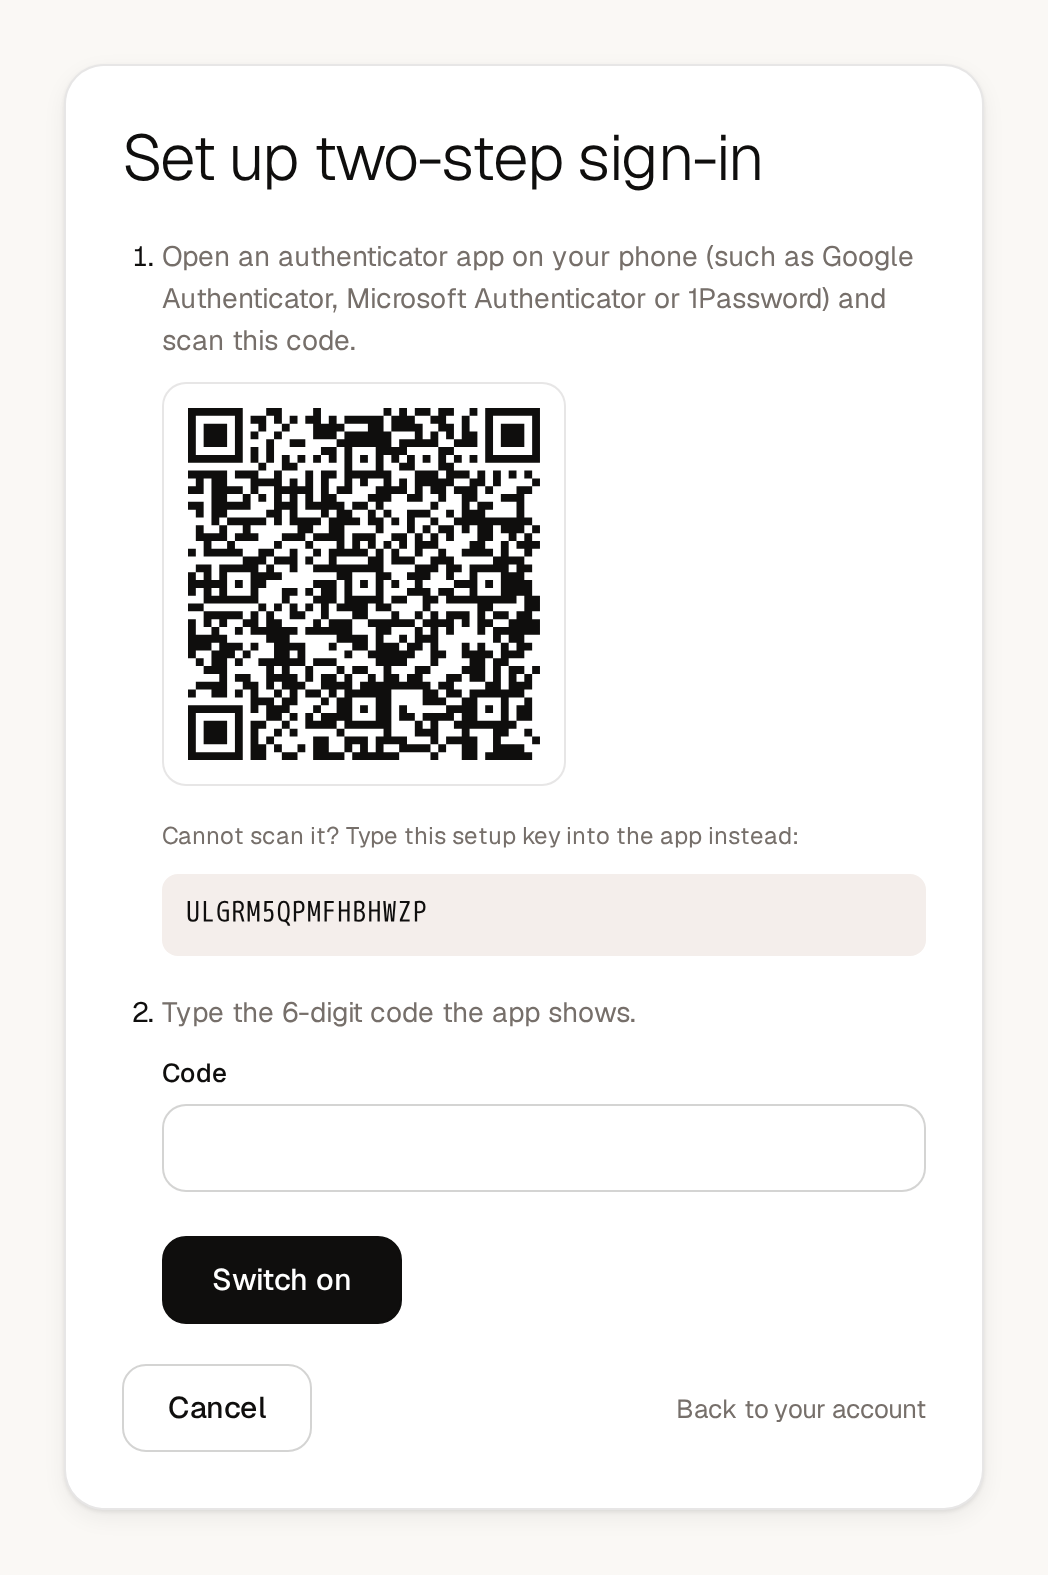 Set up two-step sign-in
1. Open an authenticator app on your phone (such as Google
Authenticator, Microsoft Authenticator or 1Password) and
scan this code.
Cannot scan it? Type this setup key into the app instead:
ULGRM5QPMFHBHWZP
2. Type the 6-digit code the app shows.
Code
Switch on
Cancel
Back to your account